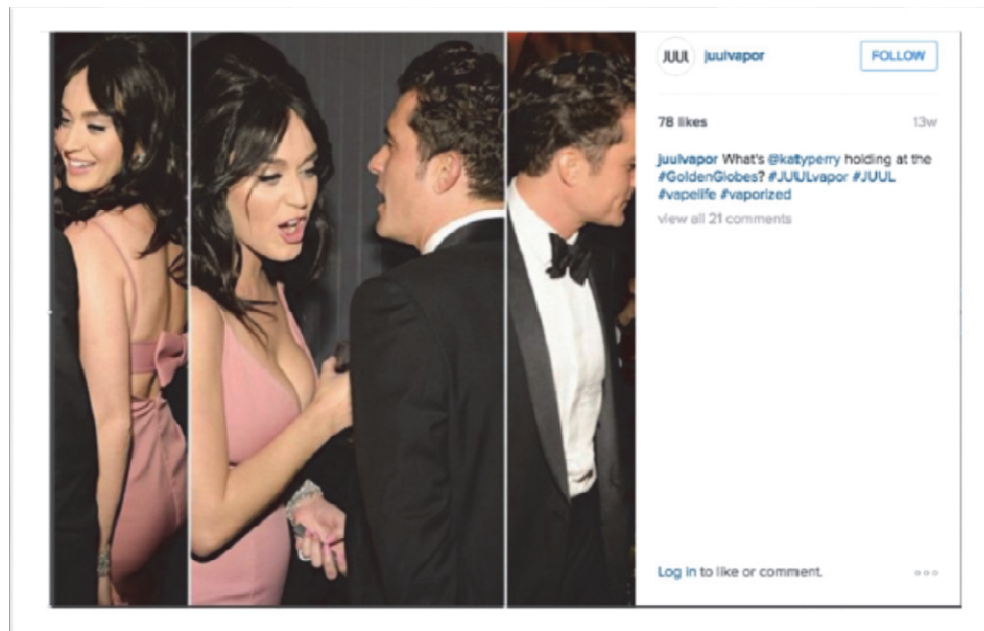 JUUL juulvapor FOLLOW
78 likes 13w
juulvapor What's @katyperry holding at the
#GoldenGlobes? #JUULvapor #JUUL
#vapelife #vaporized
view all 21 comments
Log in to like or comment.